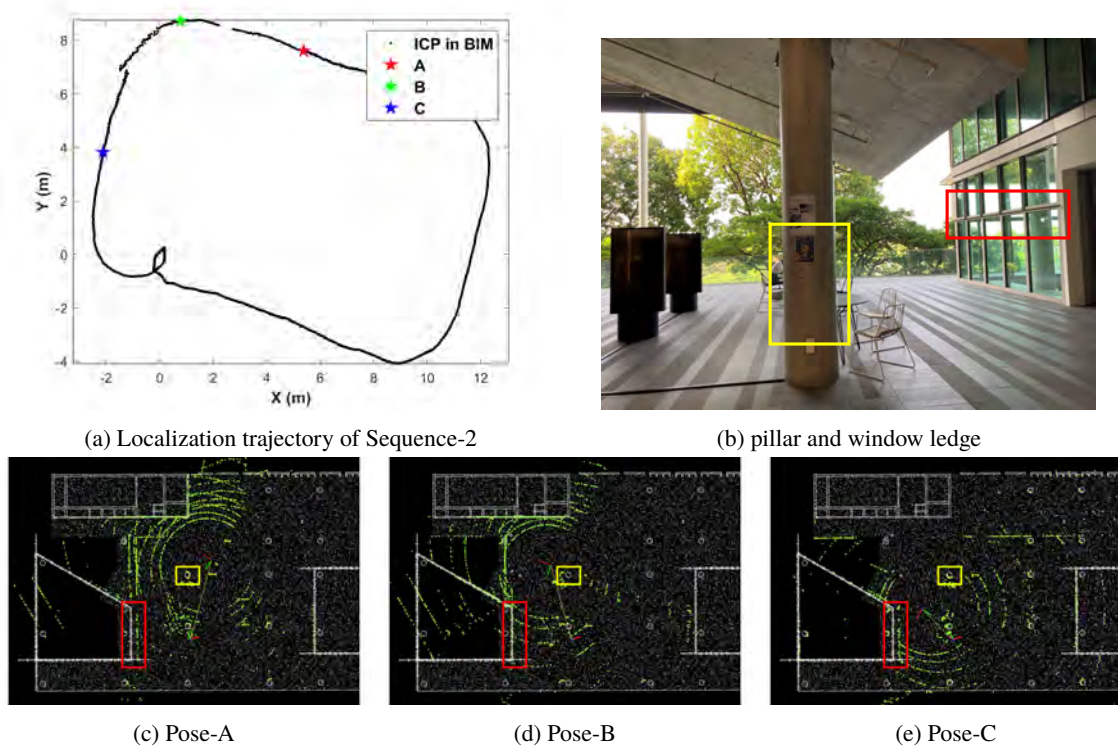 8
6
4
2
0
-2
-4
Y (m)
-2 0 2 4 6 8 10 12
X (m)
ICP in BIM
A
B
C
(a) Localization trajectory of Sequence-2
(b) pillar and window ledge
(c) Pose-A
(d) Pose-B
(e) Pose-C